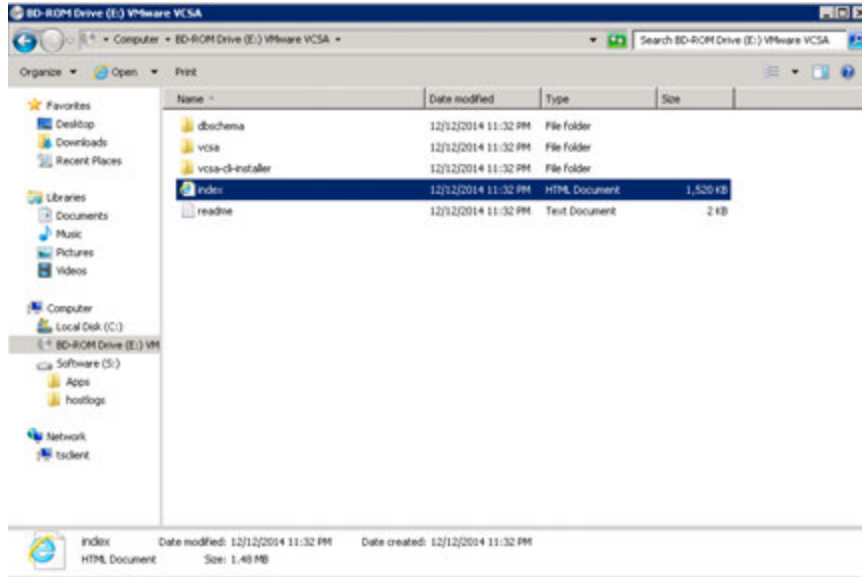 BD-ROM Drive (E:) VMware VCSA
Computer BD-ROM Drive (E:) VMware VCSA Search BD-ROM Drive (E:) VMware VCSA
Organize Open Print
Favorites
Desktop
Downloads
Recent Places
Libraries
Documents
Music
Pictures
Videos
Computer
Local Disk (C:)
BD-ROM Drive (E:) VM
Software (S:)
Apps
hostlogs
Network
tsclient
Name Date modified Type Size
dbschema 12/12/2014 11:32 PM File folder
vcsa 12/12/2014 11:32 PM File folder
vcsa-cli-installer 12/12/2014 11:32 PM File folder
index 12/12/2014 11:32 PM HTML Document 1,520 KB
readme 12/12/2014 11:32 PM Text Document 2 KB
index Date modified: 12/12/2014 11:32 PM Date created: 12/12/2014 11:32 PM
HTML Document Size: 1.48 MB